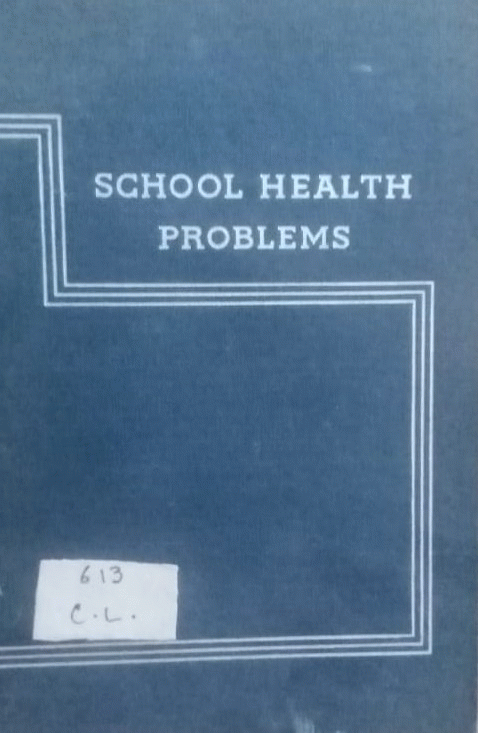 SCHOOL HEALTH
PROBLEMS
613
C.L.